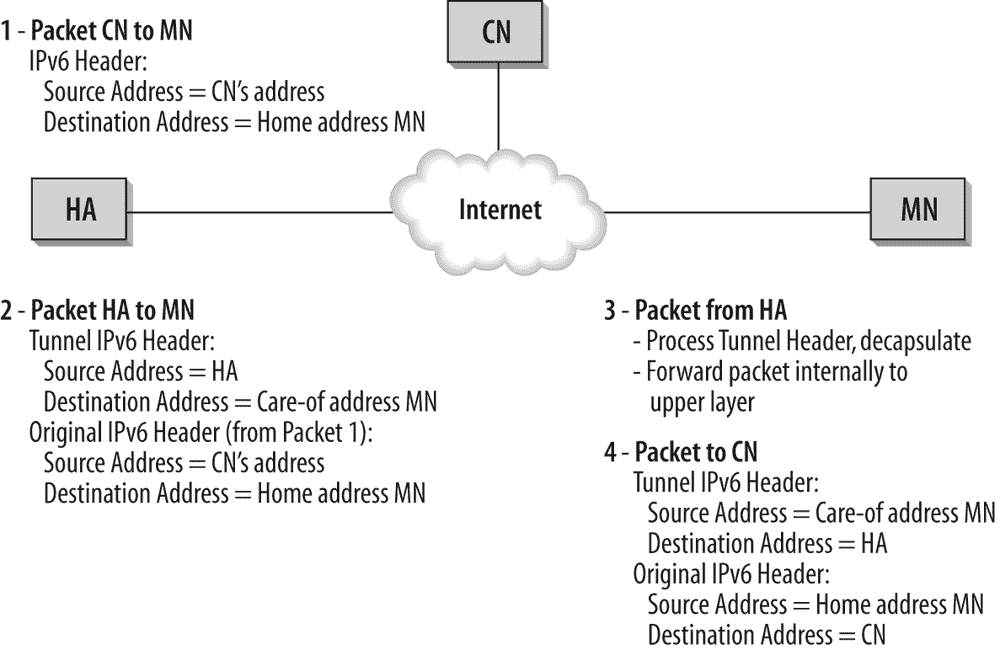 1 - Packet CN to MN
IPv6 Header:
Source Address = CN's address
Destination Address = Home address MN
CN
HA
Internet
MN
2 - Packet HA to MN
Tunnel IPv6 Header:
Source Address = HA
Destination Address = Care-of address MN
Original IPv6 Header (from Packet 1):
Source Address = CN's address
Destination Address = Home address MN
3 - Packet from HA
- Process Tunnel Header, decapsulate
- Forward packet internally to
upper layer
4 - Packet to CN
Tunnel IPv6 Header:
Source Address = Care-of address MN
Destination Address = HA
Original IPv6 Header:
Source Address = Home address MN
Destination Address = CN